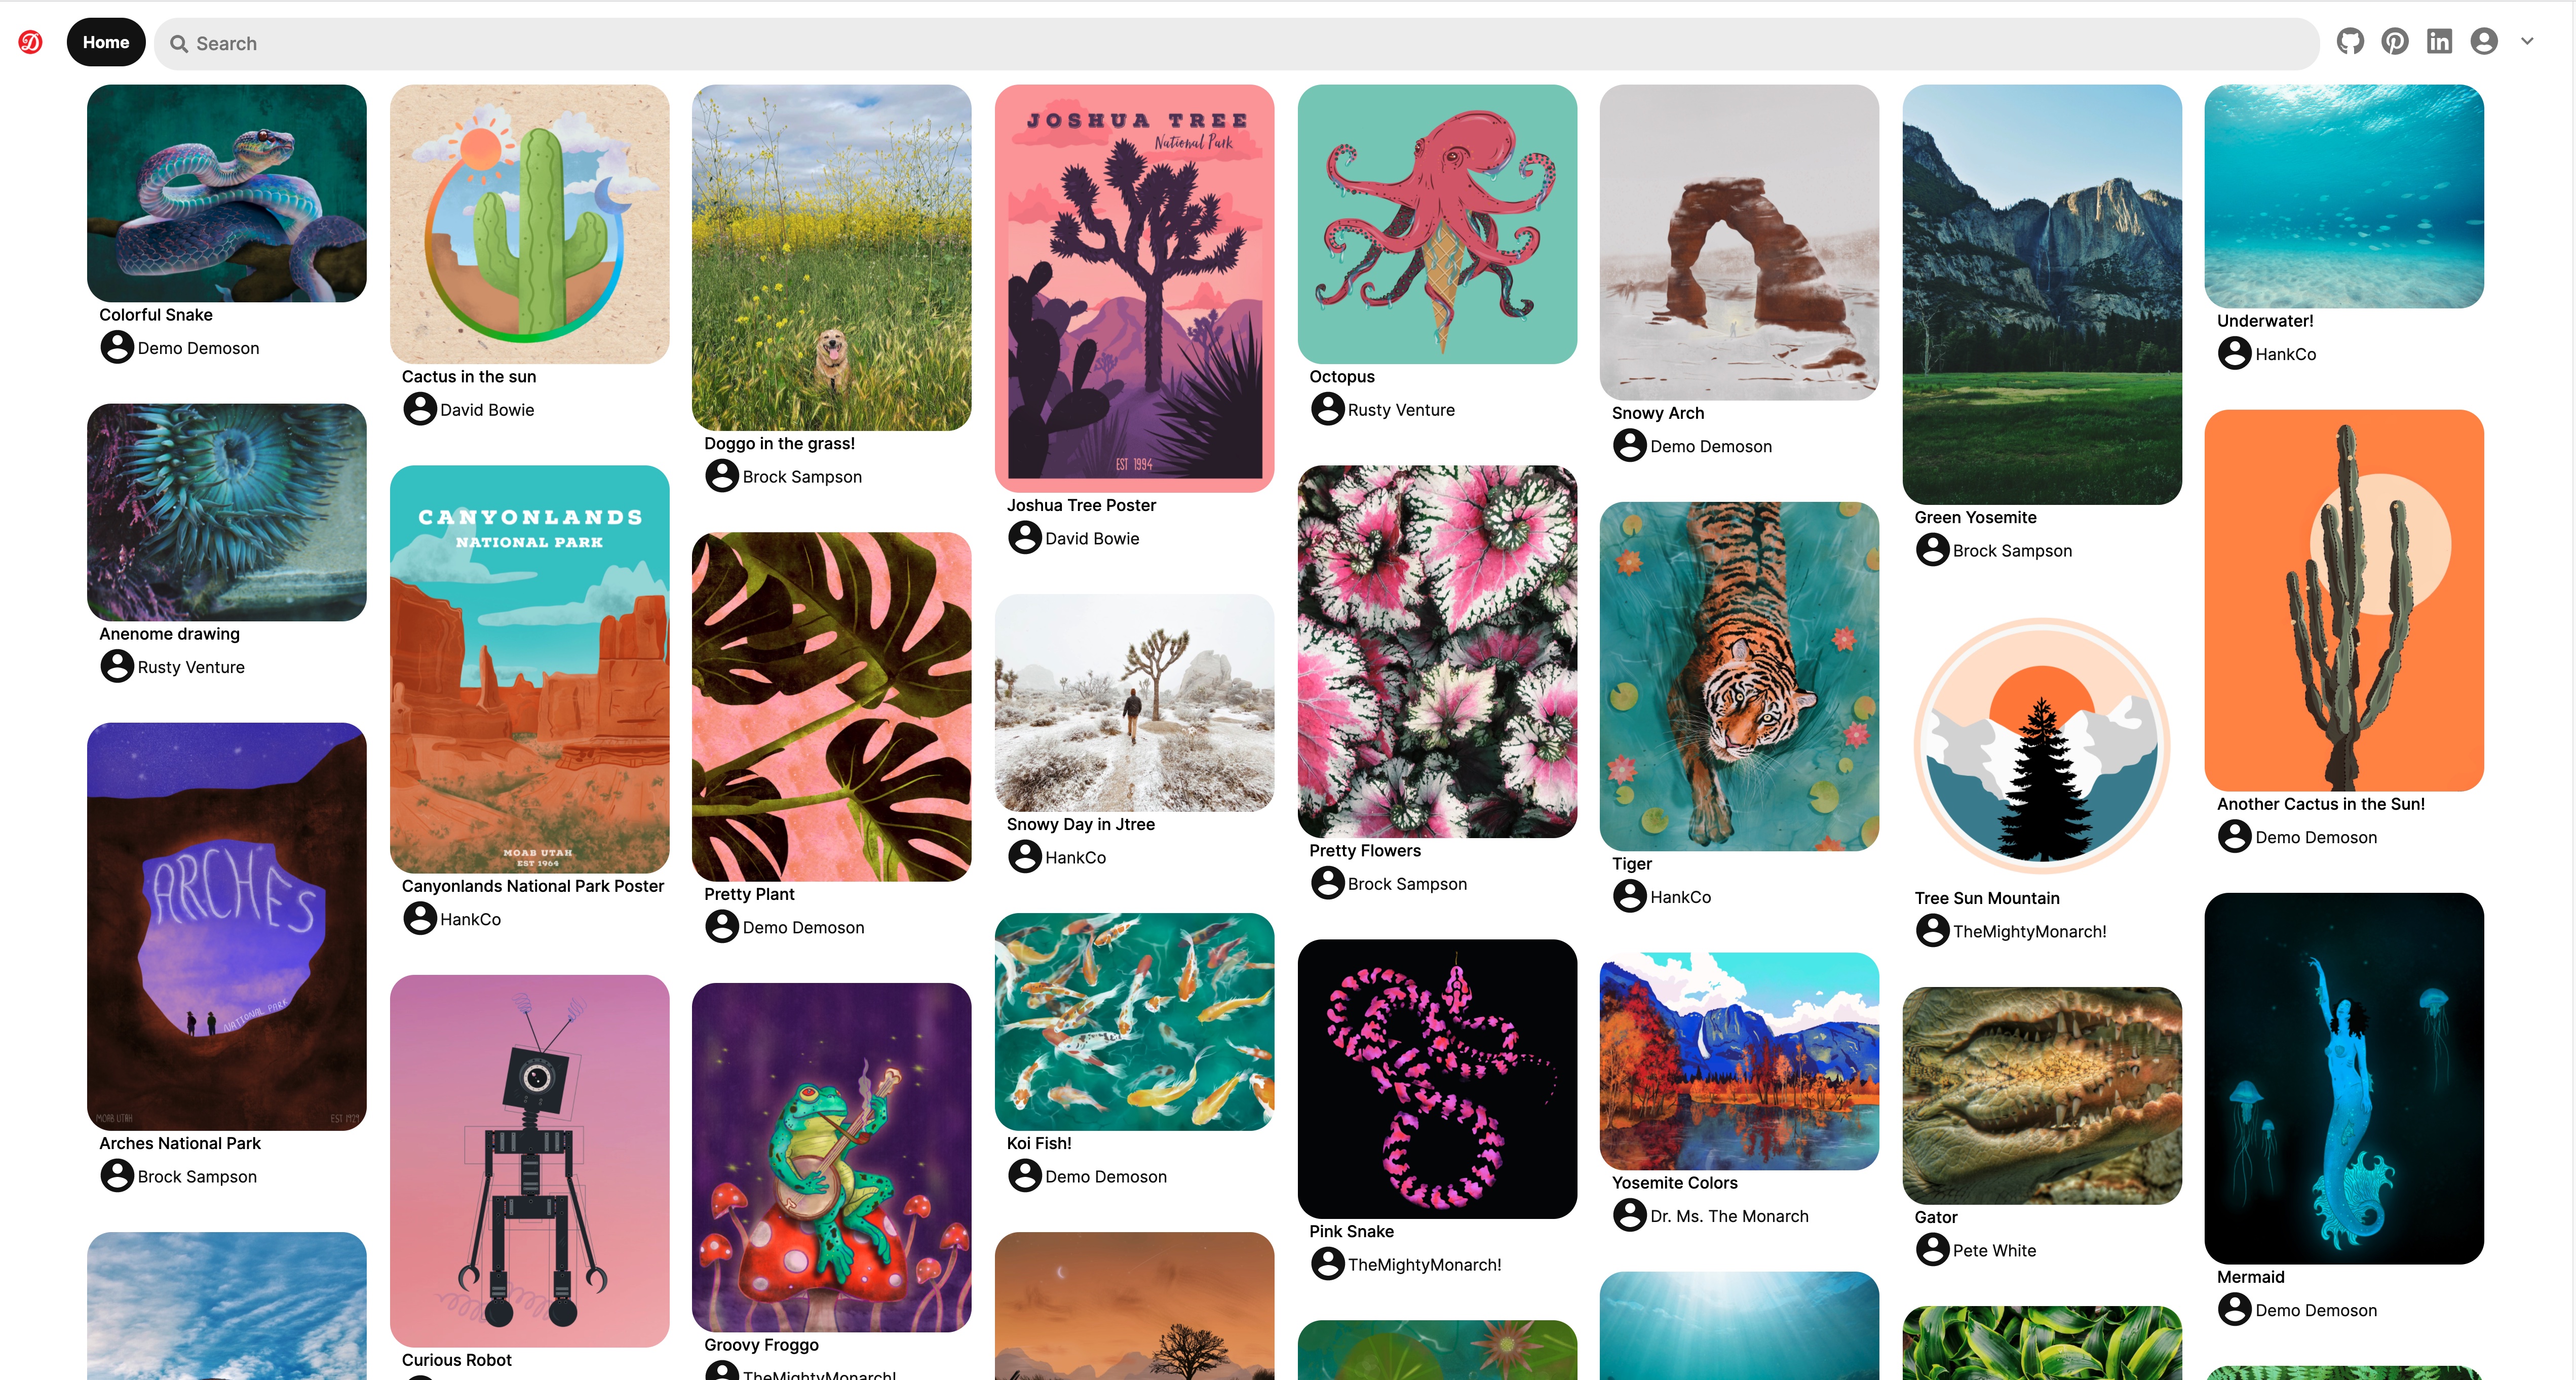 Home
Search
Colorful Snake
Demo Demoson
Anenome drawing
Rusty Venture
ARCHES
NATIONAL PARK
MOAB UTAH
EST 1929
Arches National Park
Brock Sampson
Cactus in the sun
David Bowie
CANYONLANDS
NATIONAL PARK
MOAB UTAH
EST 1964
Canyonlands National Park Poster
HankCo
Curious Robot
Doggo in the grass!
Brock Sampson
Pretty Plant
Demo Demoson
Groovy Froggo
TheMightyMonarch!
JOSHUA TREE
National Park
EST 1994
Joshua Tree Poster
David Bowie
Snowy Day in Jtree
HankCo
Koi Fish!
Demo Demoson
Octopus
Rusty Venture
Pretty Flowers
Brock Sampson
Pink Snake
TheMightyMonarch!
Snowy Arch
Demo Demoson
Tiger
HankCo
Yosemite Colors
Dr. Ms. The Monarch
Green Yosemite
Brock Sampson
Tree Sun Mountain
TheMightyMonarch!
Gator
Pete White
Underwater!
HankCo
Another Cactus in the Sun!
Demo Demoson
Mermaid
Demo Demoson